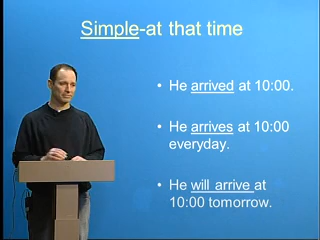 Simple-at that time
• He arrived at 10:00.
• He arrives at 10:00
everyday.
• He will arrive at
10:00 tomorrow.